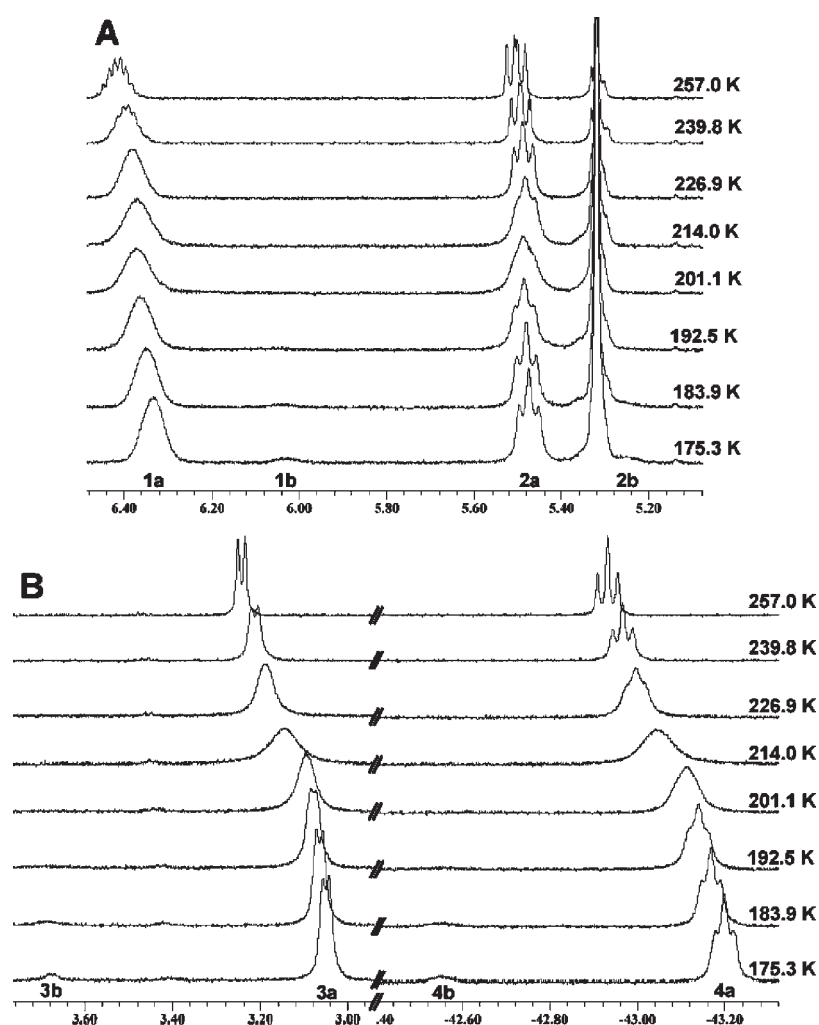 A
257.0 K
239.8 K
226.9 K
214.0 K
201.1 K
192.5 K
183.9 K
175.3 K
1a 1b 2a 2b
6.40 6.20 6.00 5.80 5.60 5.40 5.20
B
257.0 K
239.8 K
226.9 K
214.0 K
201.1 K
192.5 K
183.9 K
175.3 K
3b 3a 4b 4a
3.60 3.40 3.20 3.00 .40 -42.60 -42.80 -43.00 -43.20